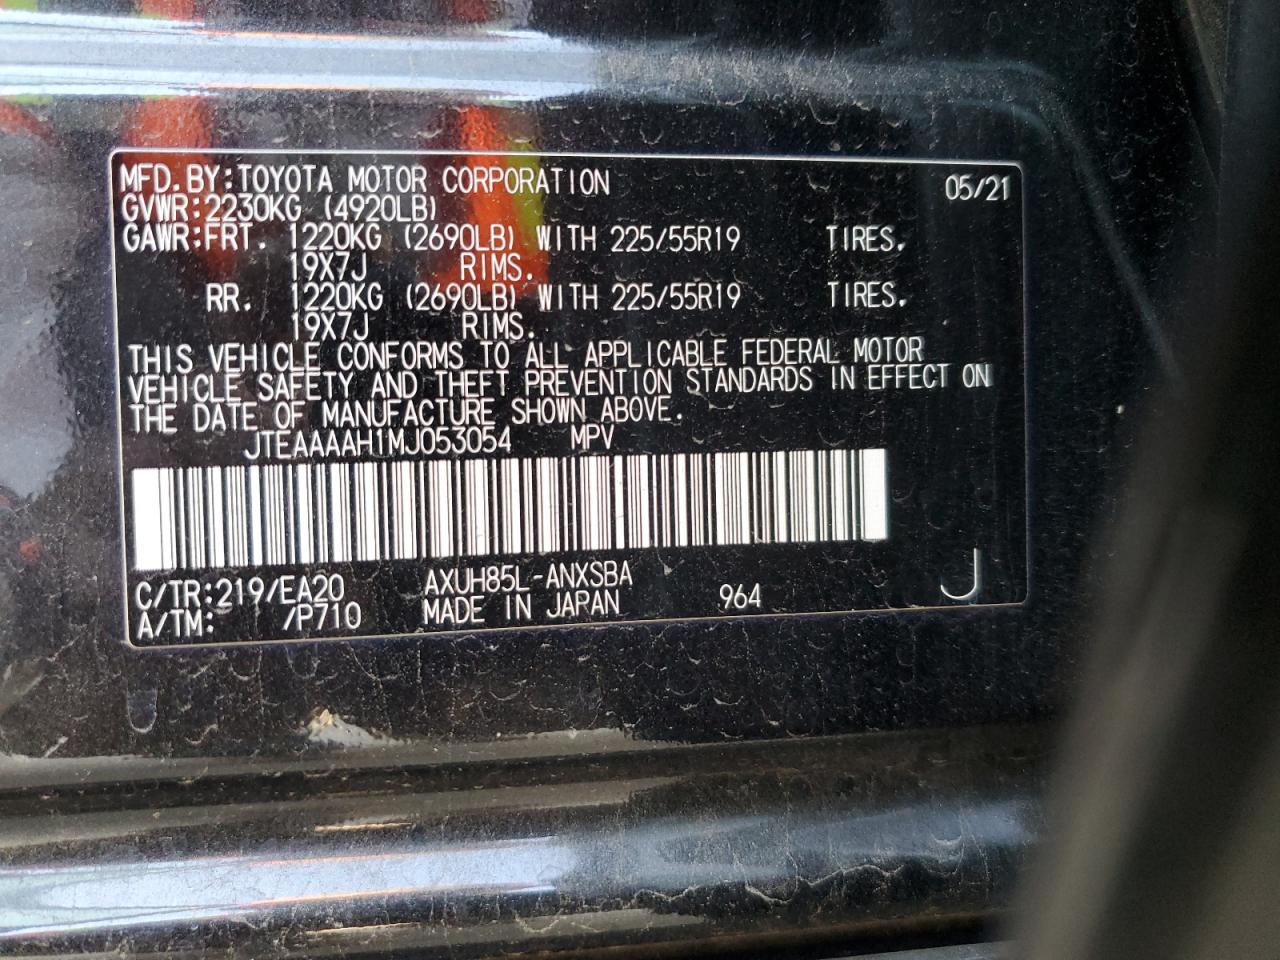 MFD.BY:TOYOTA MOTOR CORPORATION 05/21
GVWR:2230KG (4920LB)
GAWR:FRT. 1220KG (2690LB) WITH 225/55R19 TIRES.
19X7J RIMS.
RR. 1220KG (2690LB) WITH 225/55R19 TIRES.
19X7J RIMS.
THIS VEHICLE CONFORMS TO ALL APPLICABLE FEDERAL MOTOR
VEHICLE SAFETY AND THEFT PREVENTION STANDARDS IN EFFECT ON
THE DATE OF MANUFACTURE SHOWN ABOVE.
JTEAAAAH1MJ053054 MPV
C/TR:219/EA20 AXUH85L-ANXSBA
A/TM: /P710 MADE IN JAPAN 964 J